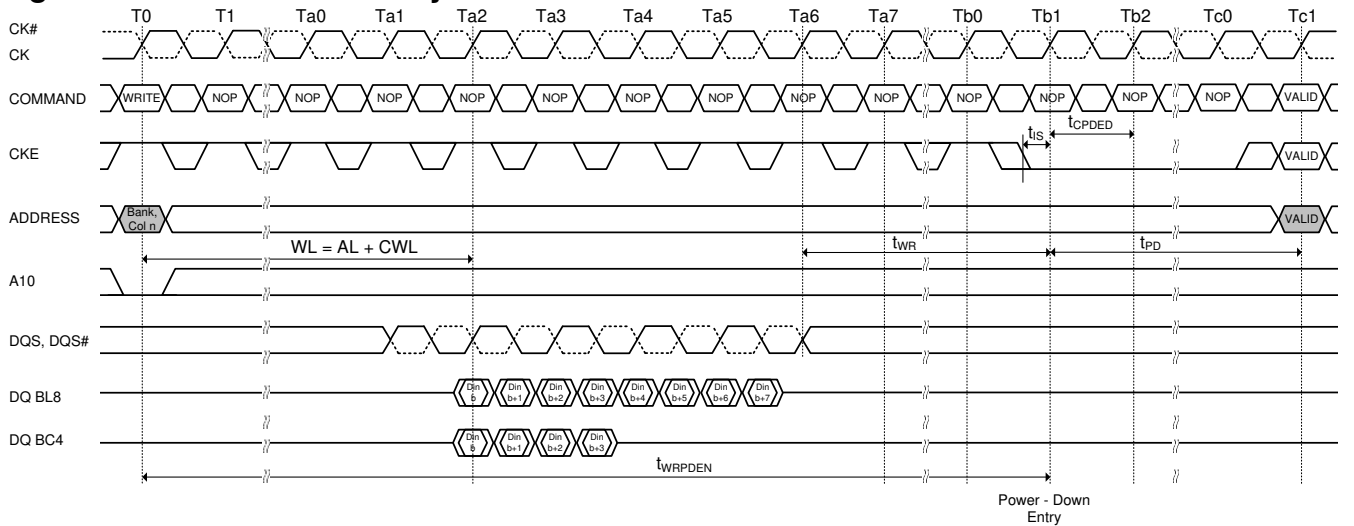 T0 T1 Ta0 Ta1 Ta2 Ta3 Ta4 Ta5 Ta6 Ta7 Tb0 Tb1 Tb2 Tc0 Tc1
CK#
CK
COMMAND WRITE NOP NOP NOP NOP NOP NOP NOP NOP NOP NOP NOP NOP NOP VALID
tIS tCPDED
CKE VALID
ADDRESS Bank, Col n VALID
WL = AL + CWL tWR tPD
A10
DQS, DQS#
DQ BL8 Din b Din b+1 Din b+2 Din b+3 Din b+4 Din b+5 Din b+6 Din b+7
DQ BC4 Din b Din b+1 Din b+2 Din b+3
tWRPDEN
Power - Down
Entry